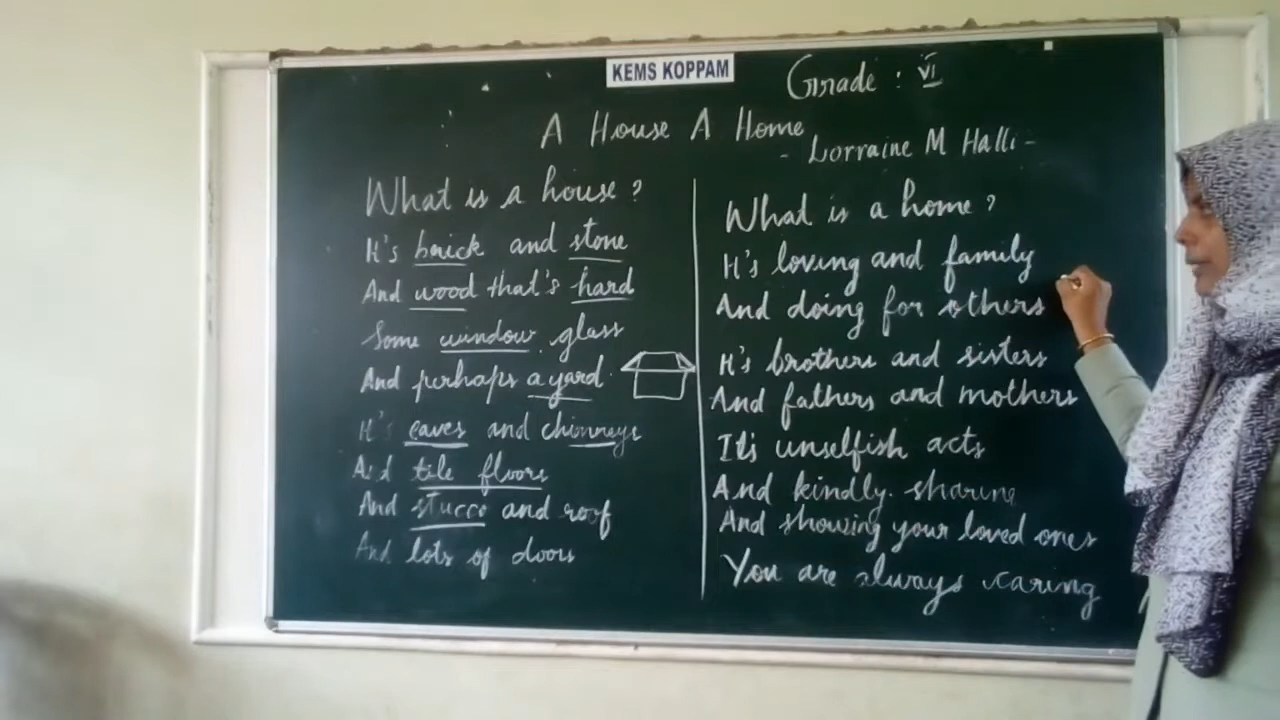 KEMS KOPPAM
Grade : VI
A House A Home
- Lorraine M Halli -
What is a house?
It's brick and stone
And wood that's hard
Some window glass
And perhaps a yard.
It's eaves and chimneys
And tile floors
And stucco and roof
And lots of doors
What is a home?
It's loving and family
And doing for others
It's brothers and sisters
And fathers and mothers
It's unselfish acts
And kindly sharing
And showing your loved ones
You are always caring